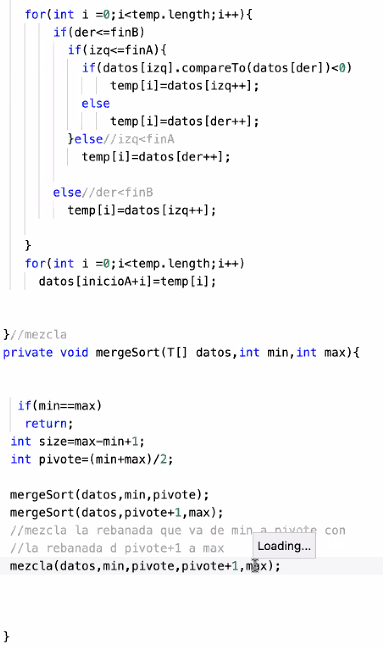 for(int i =0;i<temp.length;i++){
if(der<=finB)
if(izq<=finA){
if(datos[izq].compareTo(datos[der])<0)
temp[i]=datos[izq++];
else
temp[i]=datos[der++];
}else//izq<finA
temp[i]=datos[der++];
else//der<finB
temp[i]=datos[izq++];
}
for(int i =0;i<temp.length;i++)
datos[inicioA+i]=temp[i];
}//mezcla
private void mergeSort(T[] datos,int min,int max){
if(min==max)
return;
int size=max-min+1;
int pivote=(min+max)/2;
mergeSort(datos,min,pivote);
mergeSort(datos,pivote+1,max);
//mezcla la rebanada que va de min a pivote con
//la rebanada d pivote+1 a max
Loading...
mezcla(datos,min,pivote,pivote+1,max);
}